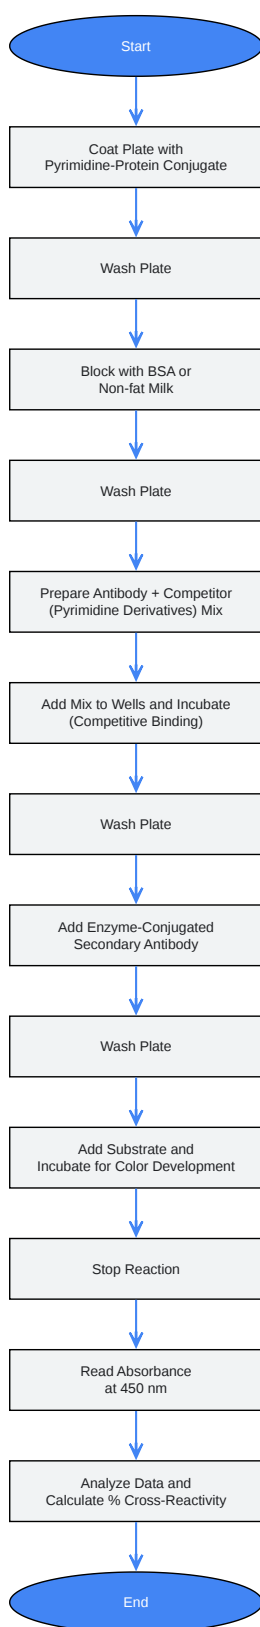 Start
Coat Plate with
Pyrimidine-Protein Conjugate
Wash Plate
Block with BSA or
Non-fat Milk
Wash Plate
Prepare Antibody + Competitor
(Pyrimidine Derivatives) Mix
Add Mix to Wells and Incubate
(Competitive Binding)
Wash Plate
Add Enzyme-Conjugated
Secondary Antibody
Wash Plate
Add Substrate and
Incubate for Color Development
Stop Reaction
Read Absorbance
at 450 nm
Analyze Data and
Calculate % Cross-Reactivity
End